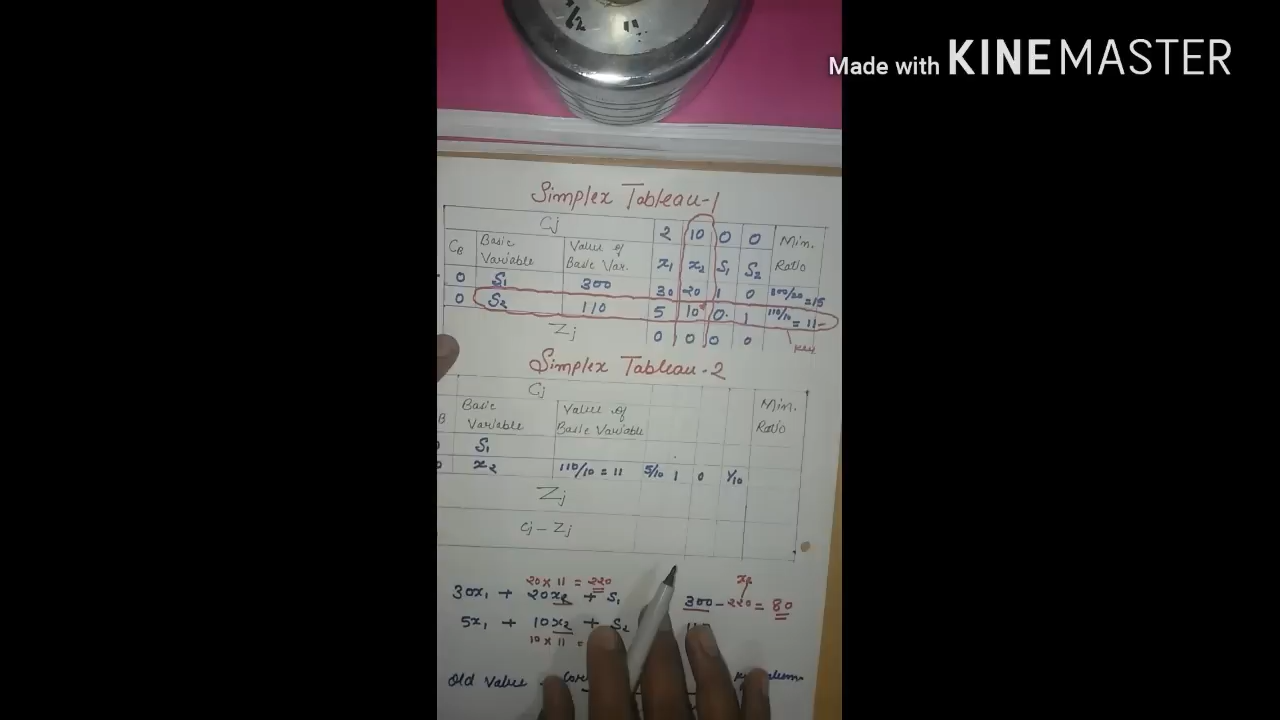 Made with KINEMASTER
Simplex Tableau-1
Cj 2 10 0 0 Min. Ratio
CB Basic Variable Value of Basic Var. x1 x2 S1 S2
0 S1 300 30 20 1 0 300/20 = 15
0 S2 110 5 10 0 1 110/10 = 11
Zj 0 0 0 0
Simplex Tableau-2
Cj Min. Ratio
B Basic Variable Value of Basic Variable
S1
x2 110/10 = 11 5/10 1 0 1/10
Zj
Cj - Zj
20 x 11 = 220
30x1 + 20x2 + S1 300 - 220 = 80
5x1 + 10x2 + S2
10 x 11 =
Old Value